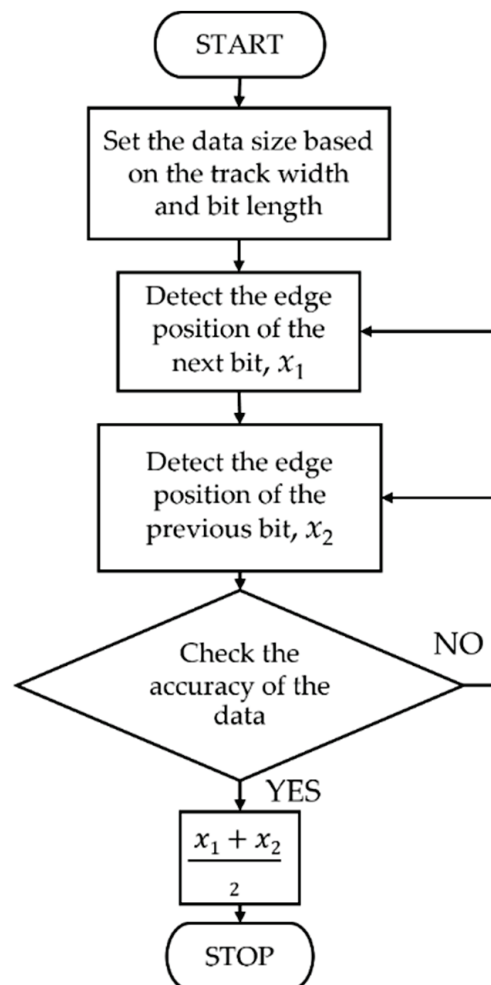 START
Set the data size based
on the track width
and bit length
Detect the edge
position of the
next bit, x₁
Detect the edge
position of the
previous bit, x₂
Check the
accuracy of the
data
NO
YES
x₁ + x₂
2
STOP